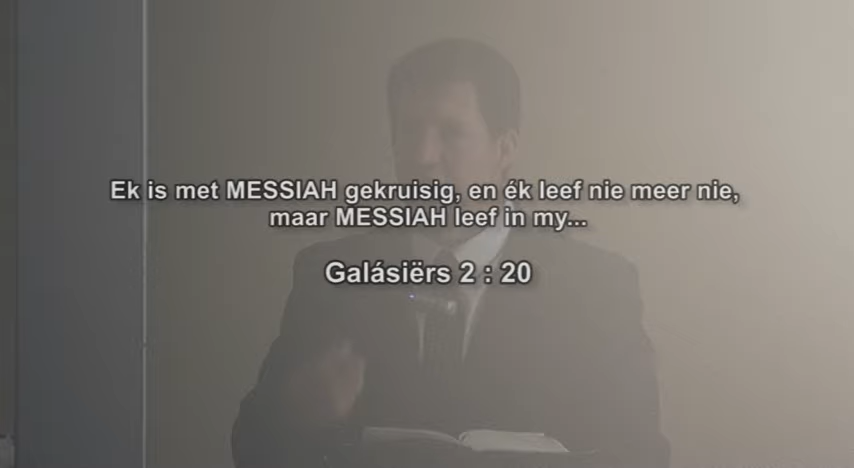 Ek is met MESSIAH gekruisig, en ék leef nie meer nie,
maar MESSIAH leef in my...
Galásiërs 2 : 20